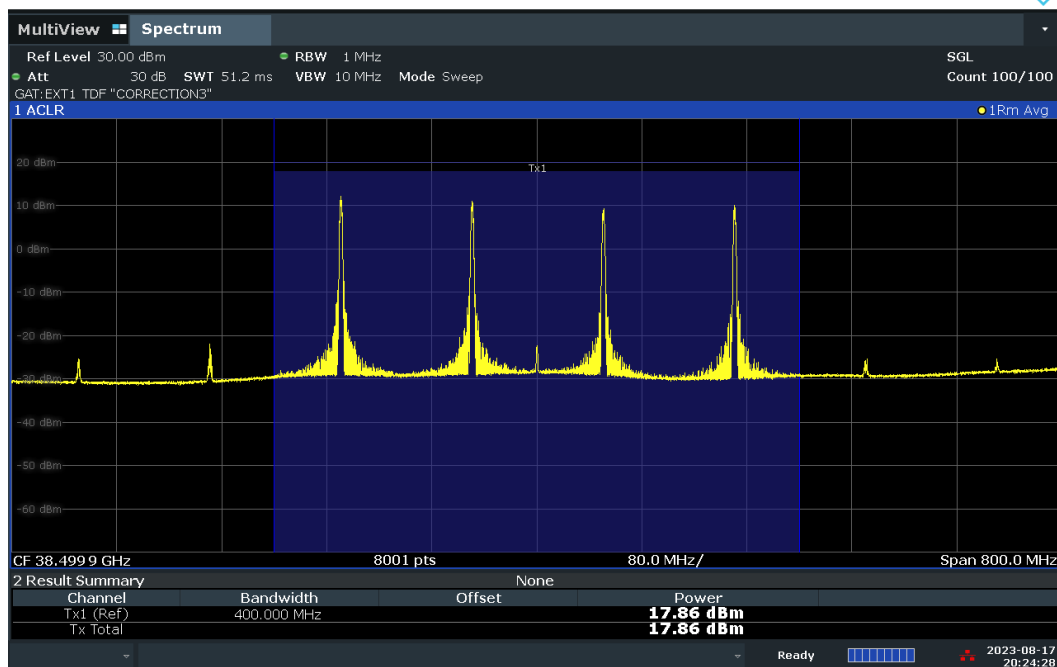 MultiView Spectrum
Ref Level 30.00 dBm RBW 1 MHz SGL
Att 30 dB SWT 51.2 ms VBW 10 MHz Mode Sweep Count 100/100
GAT:EXT1 TDF "CORRECTION3"
1 ACLR 1Rm Avg
Tx1
20 dBm
10 dBm
0 dBm
-10 dBm
-20 dBm
-30 dBm
-40 dBm
-50 dBm
-60 dBm
CF 38.4999 GHz 8001 pts 80.0 MHz/ Span 800.0 MHz
2 Result Summary None
Channel Bandwidth Offset Power
Tx1 (Ref) 400.000 MHz 17.86 dBm
Tx Total 17.86 dBm
Ready 2023-08-17
20:24:28